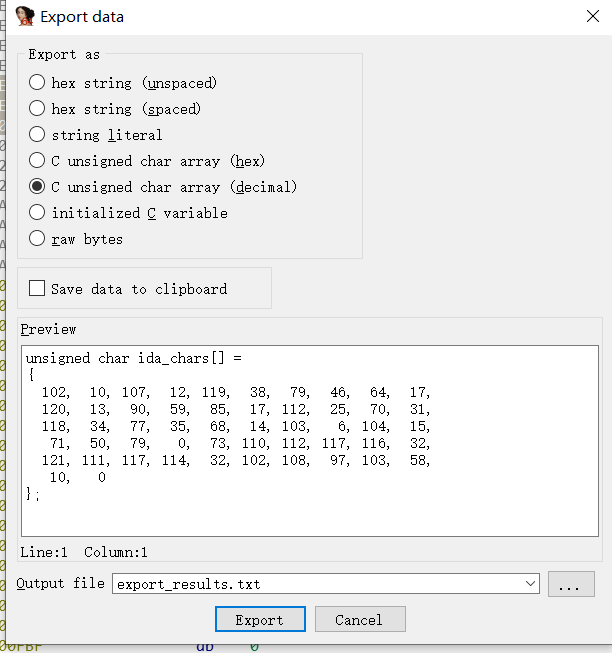 Export data
Export as
hex string (unspaced)
hex string (spaced)
string literal
C unsigned char array (hex)
C unsigned char array (decimal)
initialized C variable
raw bytes
Save data to clipboard
Preview
unsigned char ida_chars[] =
{
102, 10, 107, 12, 119, 38, 79, 46, 64, 17,
120, 13, 90, 59, 85, 17, 112, 25, 70, 31,
118, 34, 77, 35, 68, 14, 103, 6, 104, 15,
71, 50, 79, 0, 73, 110, 112, 117, 116, 32,
121, 111, 117, 114, 32, 102, 108, 97, 103, 58,
10, 0
};
Line:1 Column:1
Output file export_results.txt ...
Export Cancel